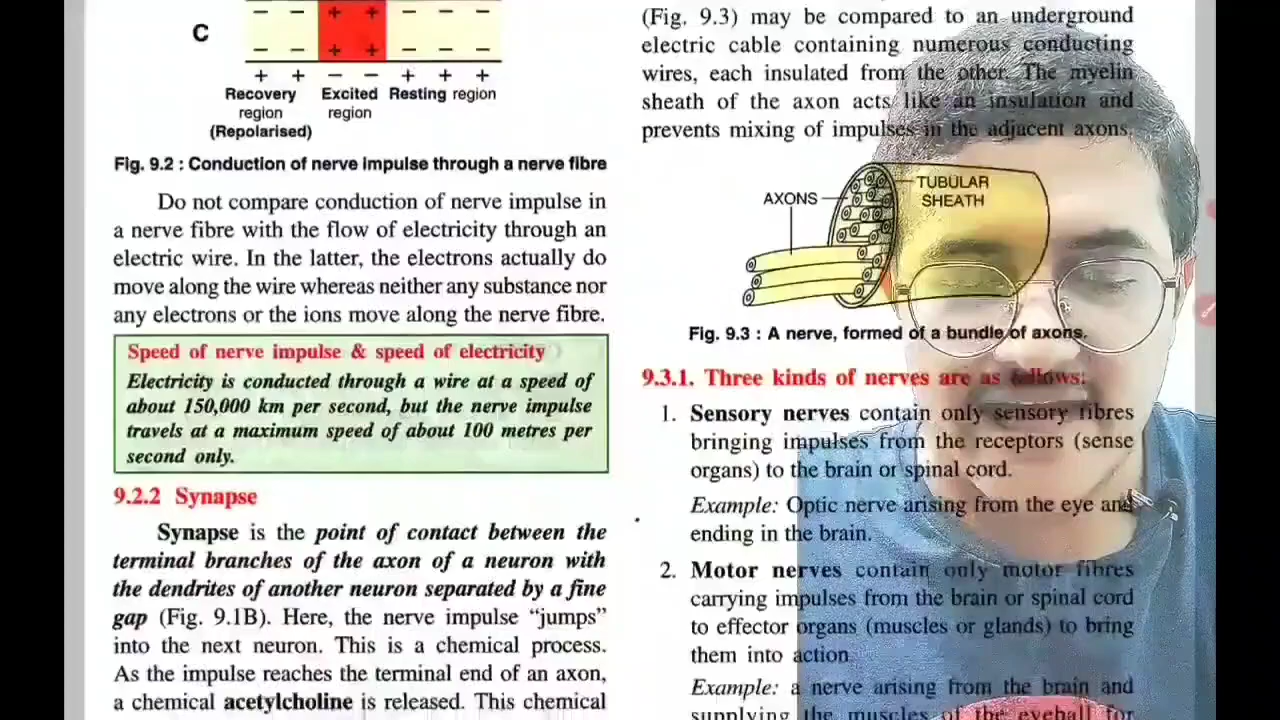 C
Recovery Excited Resting region
region region
(Repolarised)
Fig. 9.2 : Conduction of nerve impulse through a nerve fibre
Do not compare conduction of nerve impulse in
a nerve fibre with the flow of electricity through an
electric wire. In the latter, the electrons actually do
move along the wire whereas neither any substance nor
any electrons or the ions move along the nerve fibre.
Speed of nerve impulse & speed of electricity
Electricity is conducted through a wire at a speed of
about 150,000 km per second, but the nerve impulse
travels at a maximum speed of about 100 metres per
second only.
9.2.2 Synapse
Synapse is the point of contact between the
terminal branches of the axon of a neuron with
the dendrites of another neuron separated by a fine
gap (Fig. 9.1B). Here, the nerve impulse "jumps"
into the next neuron. This is a chemical process.
As the impulse reaches the terminal end of an axon,
a chemical acetylcholine is released. This chemical
(Fig. 9.3) may be compared to an underground
electric cable containing numerous conducting
wires, each insulated from the other. The myelin
sheath of the axon acts like an insulation and
prevents mixing of impulses in the adjacent axons.
AXONS
TUBULAR
SHEATH
Fig. 9.3 : A nerve, formed of a bundle of axons.
9.3.1. Three kinds of nerves are as follows:
1. Sensory nerves contain only sensory fibres
bringing impulses from the receptors (sense
organs) to the brain or spinal cord.
Example: Optic nerve arising from the eye and
ending in the brain.
2. Motor nerves contain only motor fibres
carrying impulses from the brain or spinal cord
to effector organs (muscles or glands) to bring
them into action
Example: a nerve arising from the brain and
supplying the muscles of the eyeball for